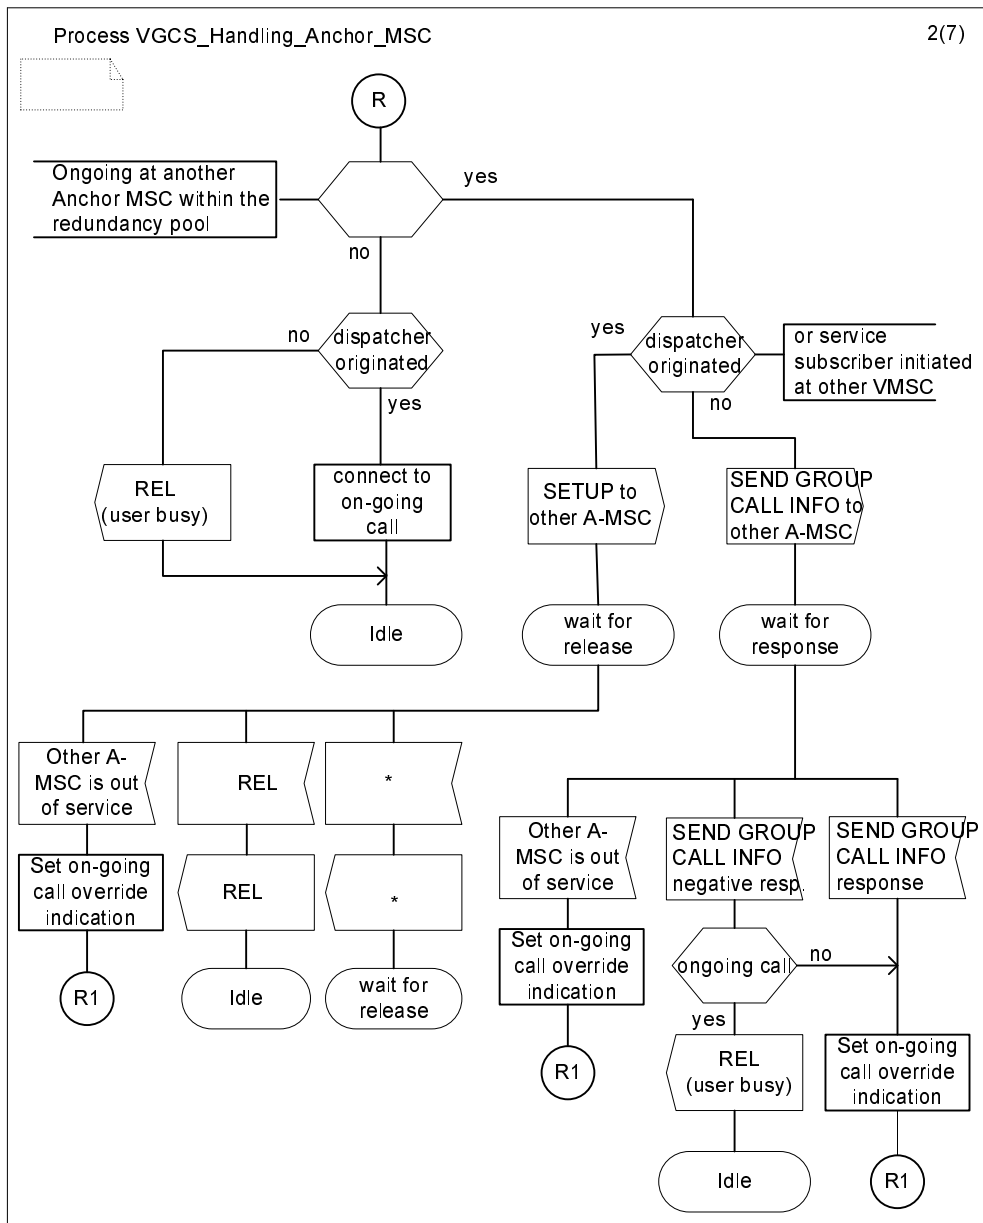 Process VGCS_Handling_Anchor_MSC
2(7)
R
Ongoing at another
Anchor MSC within the
redundancy pool
yes
no
no
dispatcher
originated
yes
yes
dispatcher
originated
no
or service
subscriber initiated
at other VMSC
REL
(user busy)
connect to
on-going
call
SETUP to
other A-MSC
SEND GROUP
CALL INFO to
other A-MSC
Idle
wait for
release
wait for
response
Other A-
MSC is out
of service
REL
*
Set on-going
call override
indication
REL
*
R1
Idle
wait for
release
Other A-
MSC is out
of service
SEND GROUP
CALL INFO
negative resp.
SEND GROUP
CALL INFO
response
Set on-going
call override
indication
ongoing call
no
yes
R1
REL
(user busy)
Set on-going
call override
indication
Idle
R1